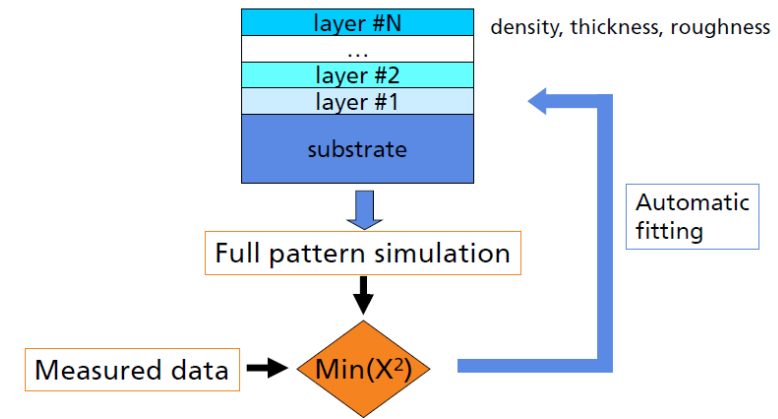 layer #N
density, thickness, roughness
...
layer #2
layer #1
substrate
Automatic
fitting
Full pattern simulation
Measured data
Min(X²)